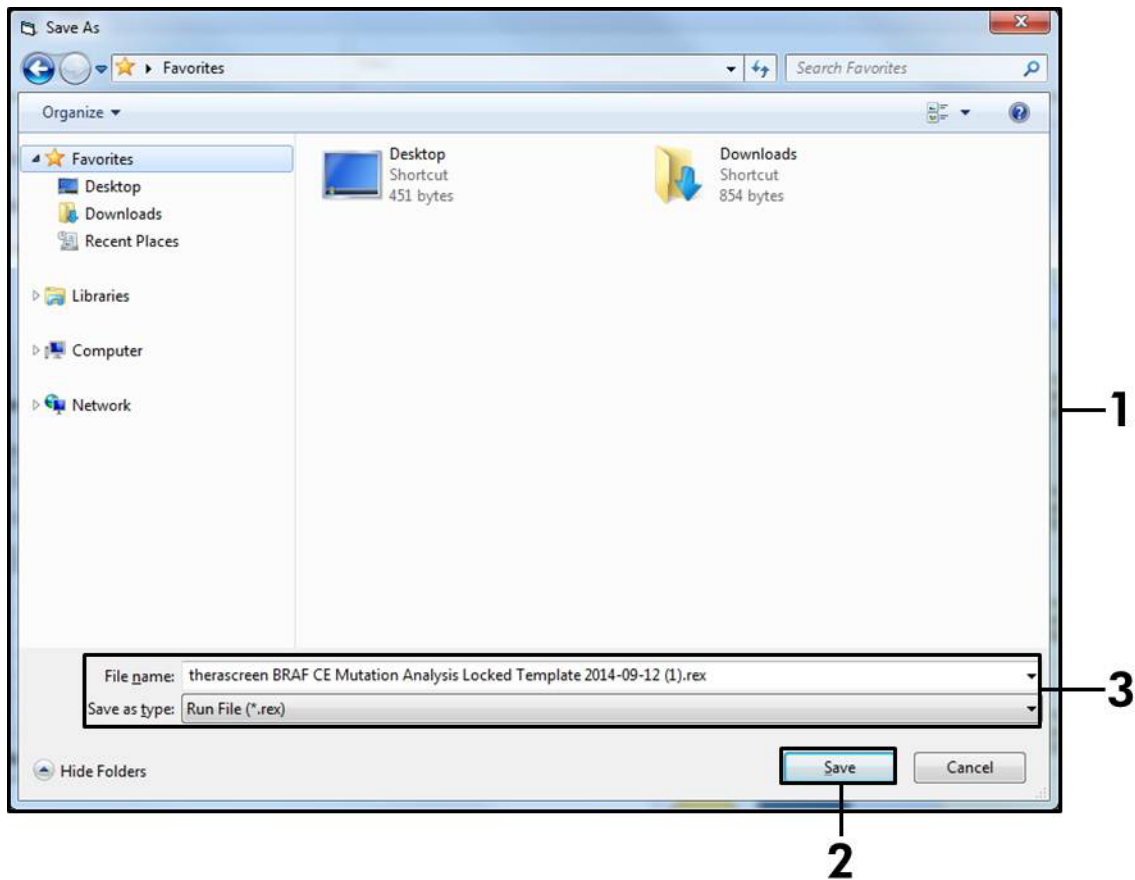 Save As
Favorites
Search Favorites
Organize
Favorites
Desktop
Downloads
Recent Places
Libraries
Computer
Network
Desktop
Shortcut
451 bytes
Downloads
Shortcut
854 bytes
1
File name: therascreen BRAF CE Mutation Analysis Locked Template 2014-09-12 (1).rex
Save as type: Run File (*.rex)
3
Hide Folders
Save
Cancel
2